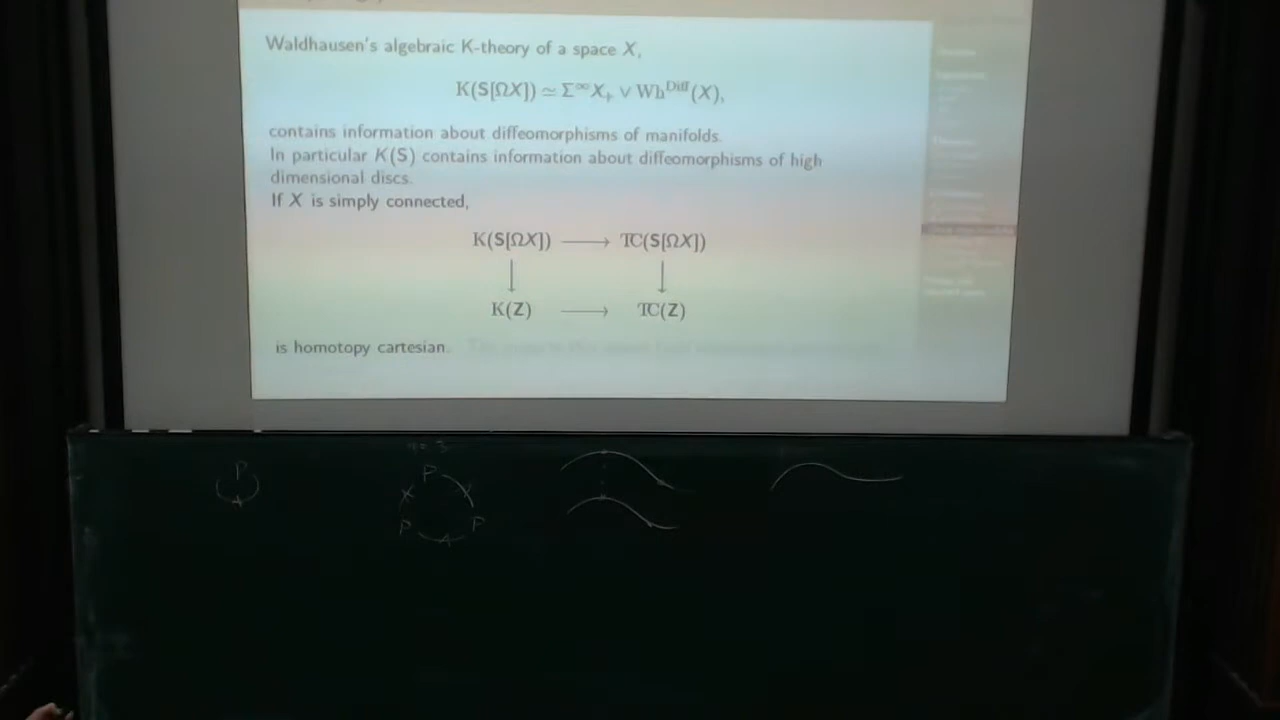 Waldhausen's algebraic K-theory of a space X,
K(S[ΩX]) ≃ Σ^∞X₊ ∨ Wh^Diff(X),
contains information about diffeomorphisms of manifolds.
In particular K(S) contains information about diffeomorphisms of high
dimensional discs.
If X is simply connected,
K(S[ΩX]) ⟶ TC(S[ΩX])
↓ ↓
K(Z) ⟶ TC(Z)
is homotopy cartesian.
P
P
P P